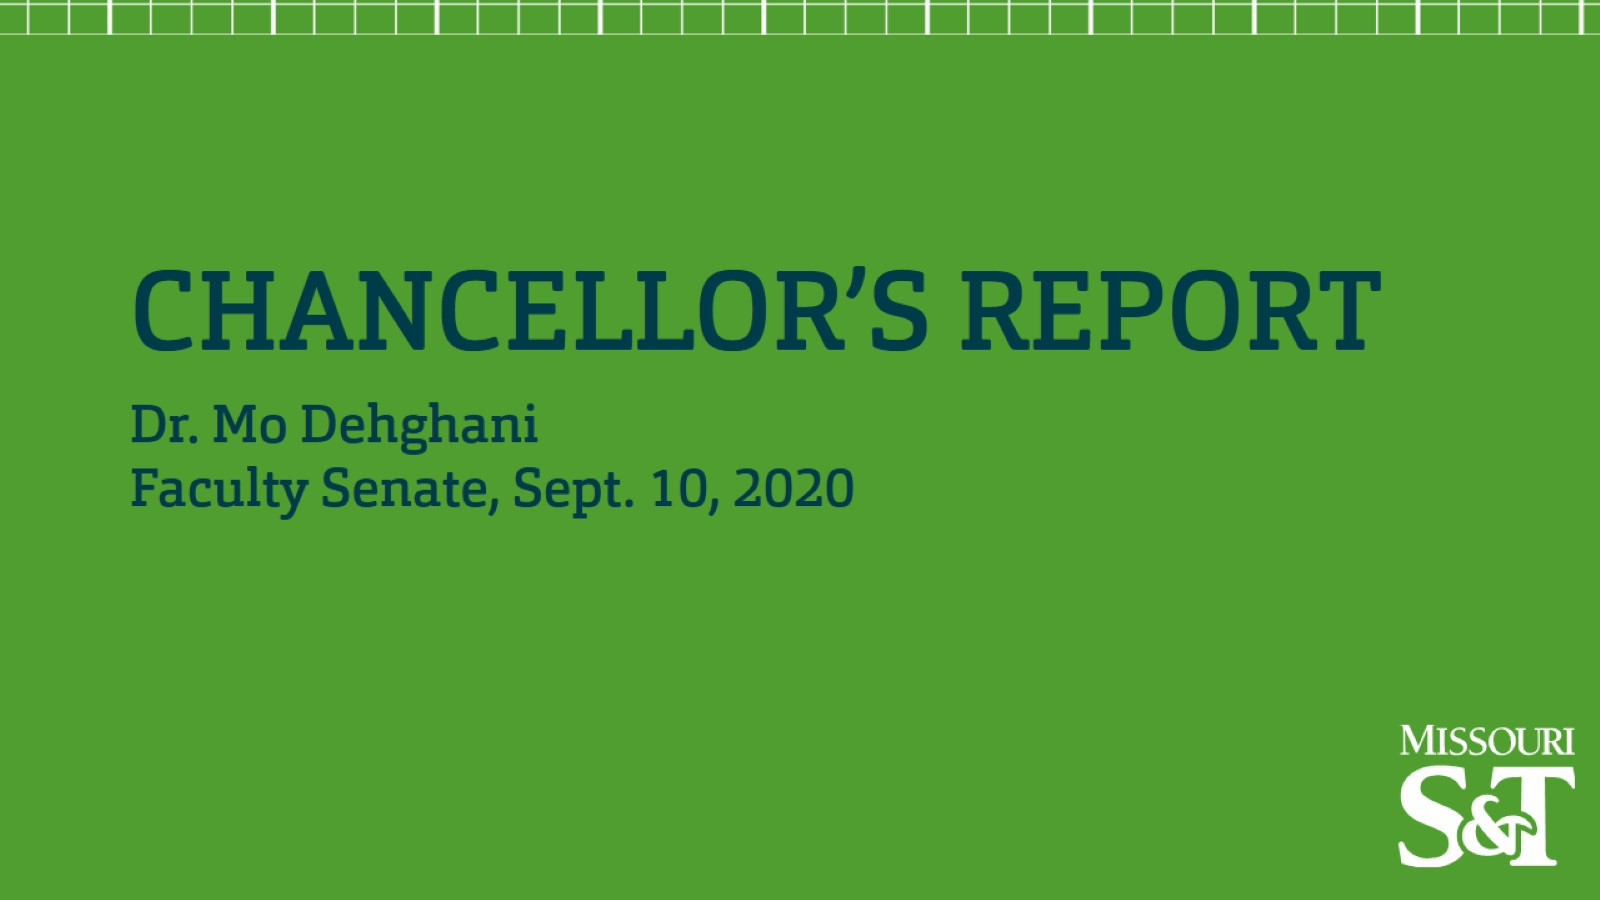 CHANCELLOR’S REPORT
Dr. Mo Dehghani
Faculty Senate, Sept. 10, 2020
MISSOURI
S&T